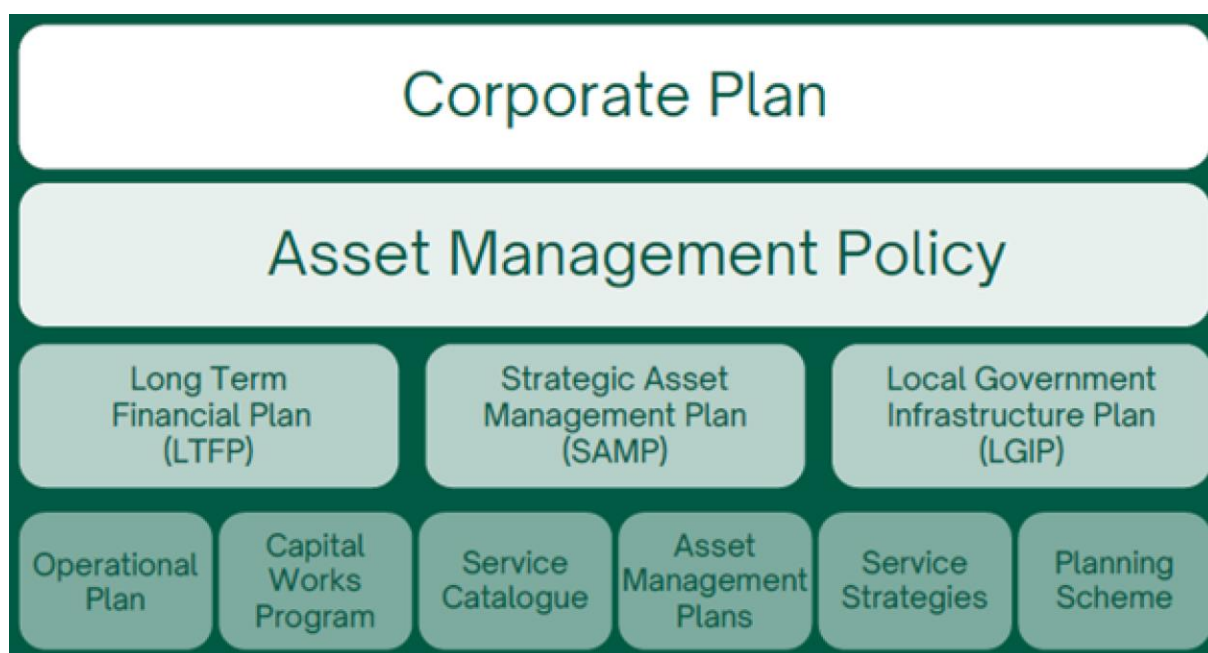 Corporate Plan
Asset Management Policy
Long Term
Financial Plan
(LTFP)
Strategic Asset
Management Plan
(SAMP)
Local Government
Infrastructure Plan
(LGIP)
Operational
Plan
Capital
Works
Program
Service
Catalogue
Asset
Management
Plans
Service
Strategies
Planning
Scheme